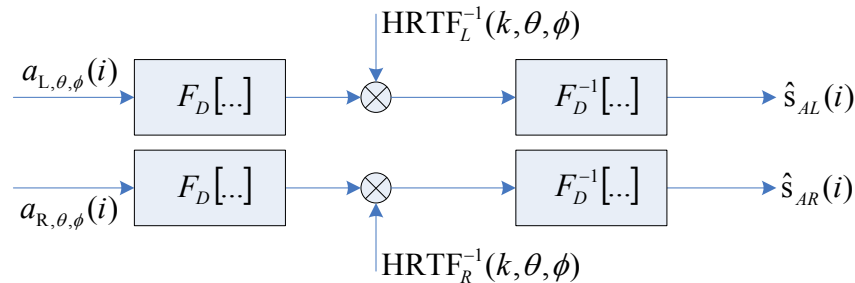 HRTF_L^{-1}(k, θ, ϕ)
a_{L,θ,ϕ}(i) F_D[...] F_D^{-1}[...] ŝ_{AL}(i)
F_D[...] F_D^{-1}[...] ŝ_{AR}(i)
a_{R,θ,ϕ}(i)
HRTF_R^{-1}(k, θ, ϕ)